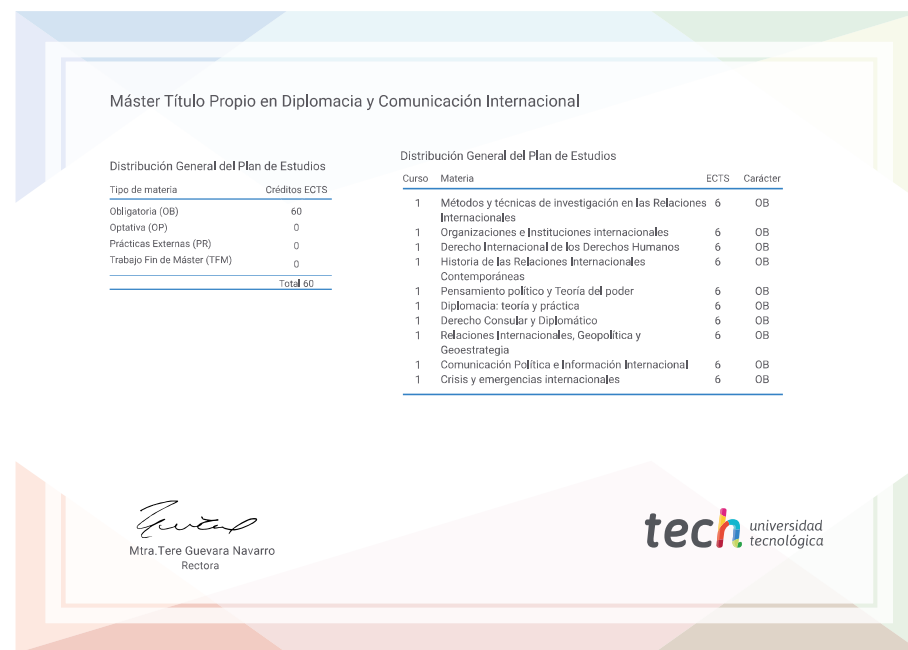 Máster Título Propio en Diplomacia y Comunicación Internacional
Distribución General del Plan de Estudios
Tipo de materia Créditos ECTS
Obligatoria (OB) 60
Optativa (OP) 0
Prácticas Externas (PR) 0
Trabajo Fin de Máster (TFM) 0
Total 60
Distribución General del Plan de Estudios
Curso Materia ECTS Carácter
1 Métodos y técnicas de investigación en las Relaciones 6 OB
Internacionales
1 Organizaciones e Instituciones internacionales 6 OB
1 Derecho Internacional de los Derechos Humanos 6 OB
1 Historia de las Relaciones Internacionales 6 OB
Contemporáneas
1 Pensamiento político y Teoría del poder 6 OB
1 Diplomacia: teoría y práctica 6 OB
1 Derecho Consular y Diplomático 6 OB
1 Relaciones Internacionales, Geopolítica y 6 OB
Geoestrategia
1 Comunicación Política e Información Internacional 6 OB
1 Crisis y emergencias internacionales 6 OB
Mtra.Tere Guevara Navarro
Rectora
tech universidad
tecnológica